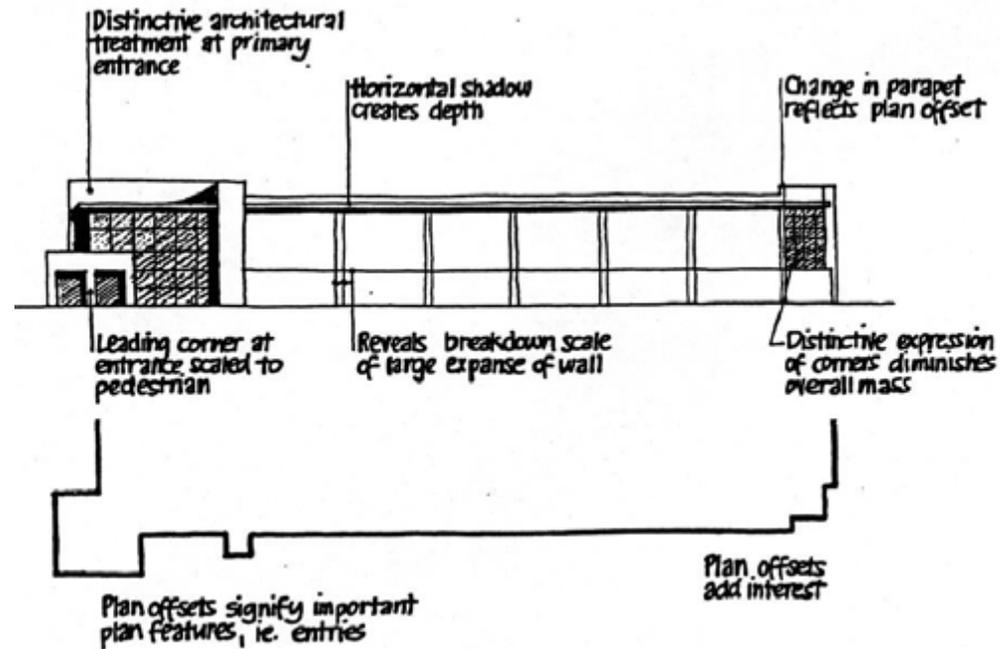 Distinctive architectural
treatment at primary
entrance
Horizontal shadow
creates depth
Change in parapet
reflects plan offset
Leading corner at
entrance scaled to
pedestrian
Reveals breakdown scale
of large expanse of wall
Distinctive expression
of corners diminishes
overall mass
Plan offsets signify important
plan features, ie. entries
Plan offsets
add interest